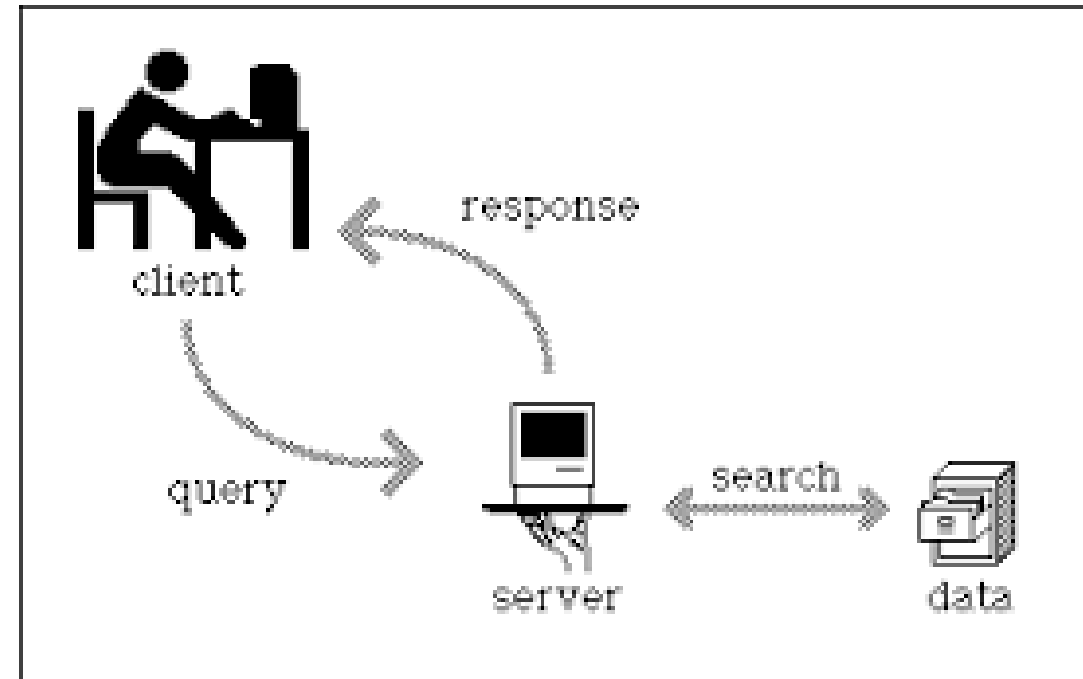 response
client
query
search
server
data